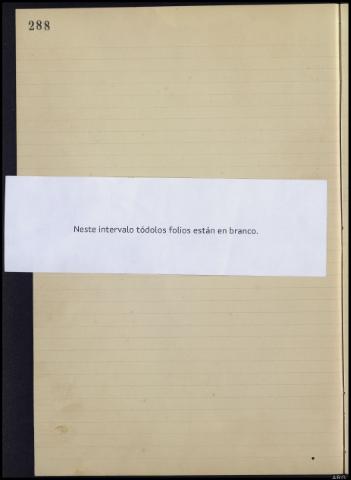 288
Neste intervalo tódolos folios están en branco.